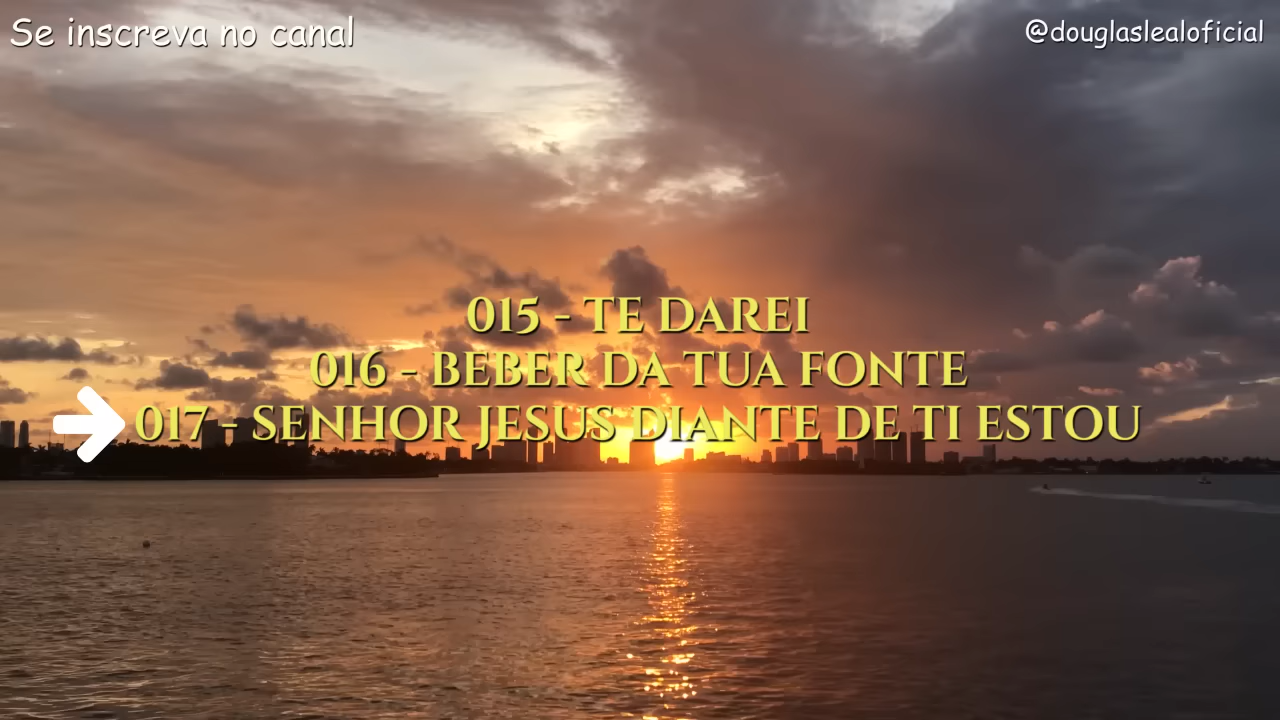 Se inscreva no canal
@douglaslealoficial
015 - TE DAREI
016 - BEBER DA TUA FONTE
017 - SENHOR JESUS DIANTE DE TI ESTOU